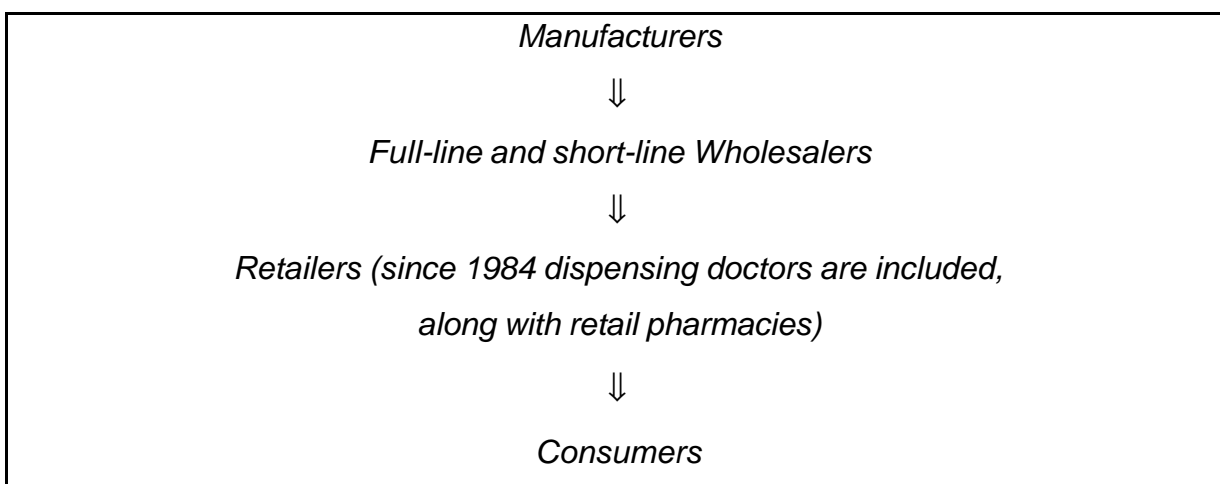 Manufacturers
⇓
Full-line and short-line Wholesalers
⇓
Retailers (since 1984 dispensing doctors are included,
along with retail pharmacies)
⇓
Consumers